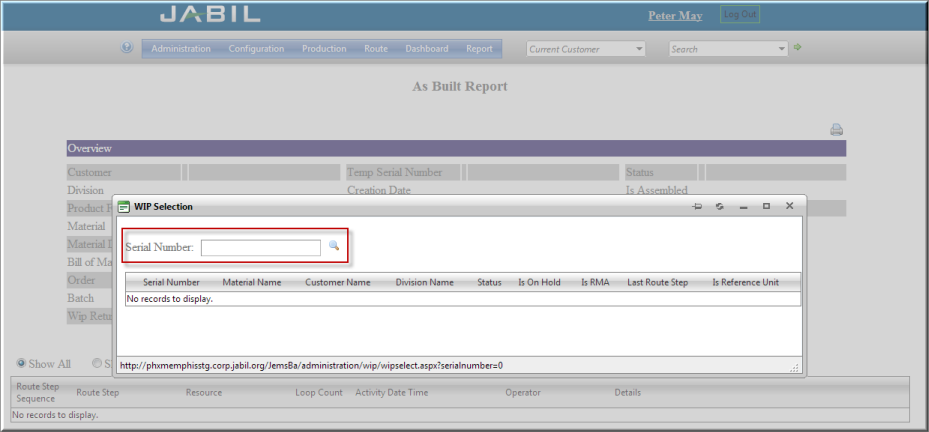 JABIL
Peter May Log Out
Administration Configuration Production Route Dashboard Report Current Customer Search
As Built Report
Overview
Customer Temp Serial Number Status
Division Creation Date Is Assembled
Product
Material
Material
Bill of Ma
Order
Batch
Wip Retu
WIP Selection
Serial Number:
Serial Number Material Name Customer Name Division Name Status Is On Hold Is RMA Last Route Step Is Reference Unit
No records to display.
http://phxmemphisstg.corp.jabil.org/JemsBa/administration/wip/wipselect.aspx?serialnumber=0
Show All S
Route Step Sequence Route Step Resource Loop Count Activity Date Time Operator Details
No records to display.